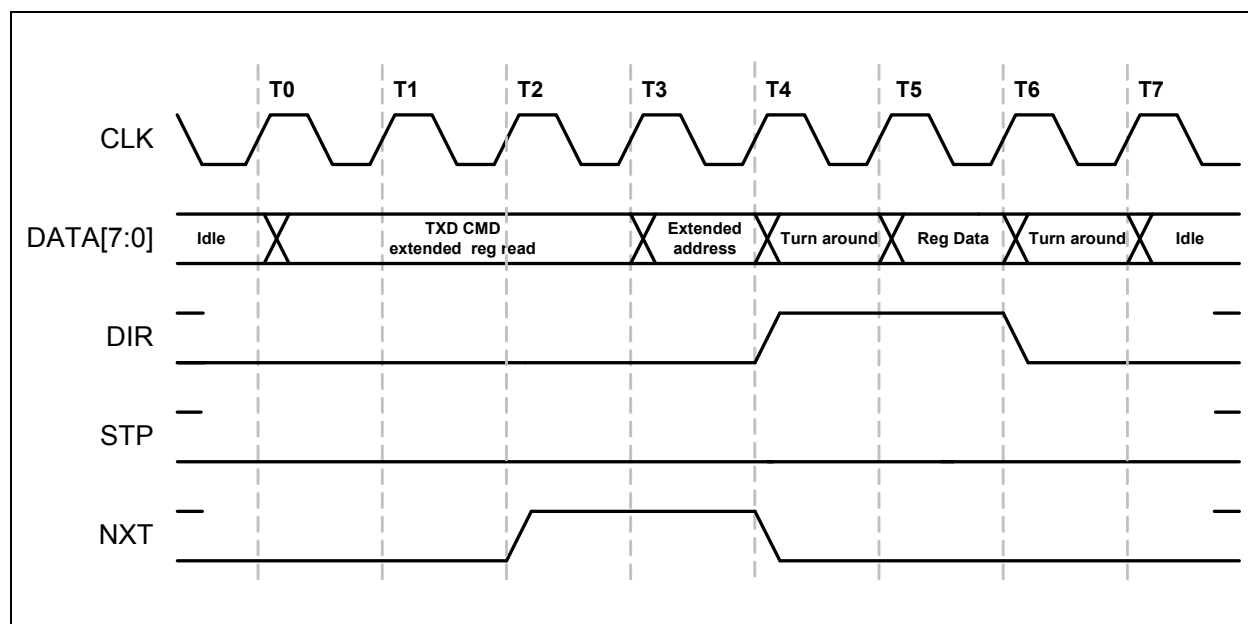 T0 T1 T2 T3 T4 T5 T6 T7
CLK
DATA[7:0]
Idle
TXD CMD
extended reg read
Extended
address
Turn around
Reg Data
Turn around
Idle
DIR
STP
NXT